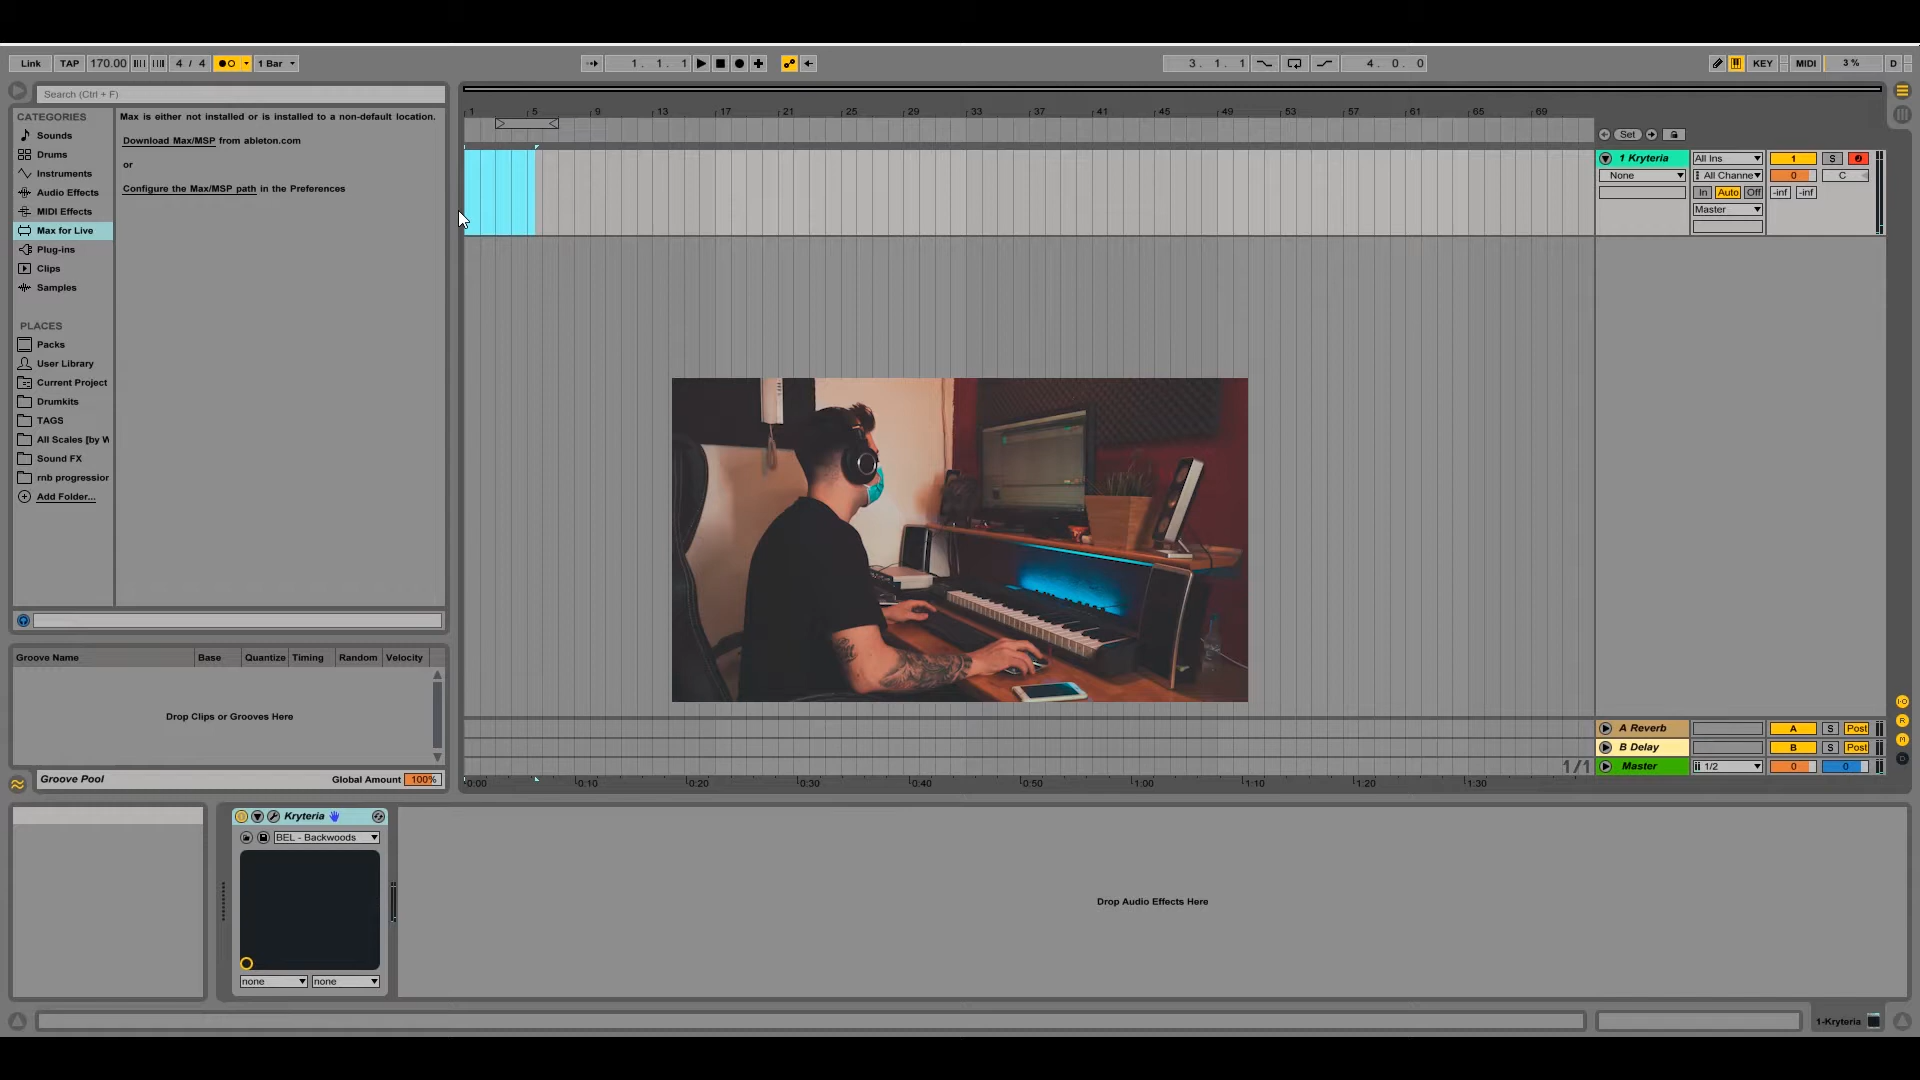 Link TAP 170.00 4 / 4 1 Bar 1. 1. 1 3. 1. 1 4. 0. 0 KEY MIDI 3 % D
Search (Ctrl + F)
CATEGORIES
Sounds
Drums
Instruments
Audio Effects
MIDI Effects
Max for Live
Plug-ins
Clips
Samples
PLACES
Packs
User Library
Current Project
Drumkits
TAGS
All Scales [by W
Sound FX
rnb progression
Add Folder...
Max is either not installed or is installed to a non-default location.
Download Max/MSP from ableton.com
or
Configure the Max/MSP path in the Preferences
1 5 9 13 17 21 25 29 33 37 41 45 49 53 57 61 65 69
Set
1 Kryteria All Ins 1 S
None All Channe 0 C
In Auto Off -inf -inf
Master
A Reverb A S Post
B Delay B S Post
1/1 Master 1/2 0 0
0:00 0:10 0:20 0:30 0:40 0:50 1:00 1:10 1:20 1:30
Groove Name Base Quantize Timing Random Velocity
Drop Clips or Grooves Here
Groove Pool Global Amount 100%
Kryteria
BEL - Backwoods
none none
Drop Audio Effects Here
1-Kryteria